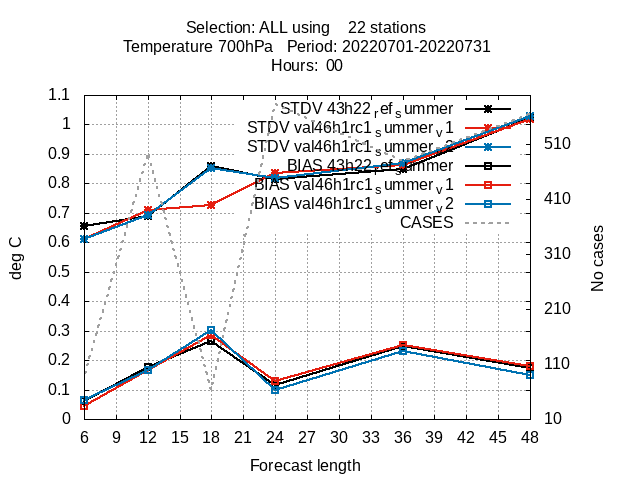 Selection: ALL using 22 stations
Temperature 700hPa Period: 20220701-20220731
Hours: 00
STDV 43h22_ref_summer
STDV val46h1rc1_summer_v1
STDV val46h1rc1_summer_v2
BIAS 43h22_ref_summer
BIAS val46h1rc1_summer_v1
BIAS val46h1rc1_summer_v2
CASES
1.1
1
0.9
0.8
0.7
0.6
0.5
0.4
0.3
0.2
0.1
0
deg C
510
410
310
210
110
10
No cases
6 9 12 15 18 21 24 27 30 33 36 39 42 45 48
Forecast length